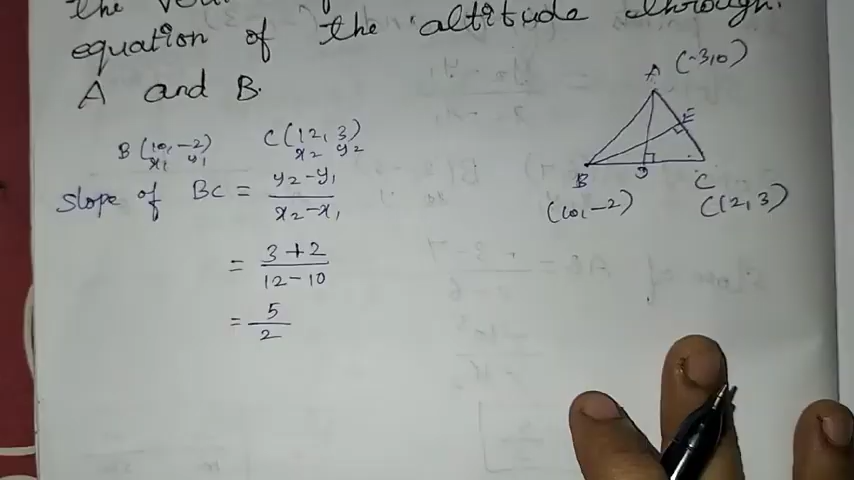 the
equation of the altitude through
A and B.
B(10, -2) C(12, 3)
x1 y1 x2 y2
Slope of BC = y2-y1 / x2-x1
= 3+2 / 12-10
= 5 / 2
A (-3,0)
E
B D C
(10, -2) (12, 3)